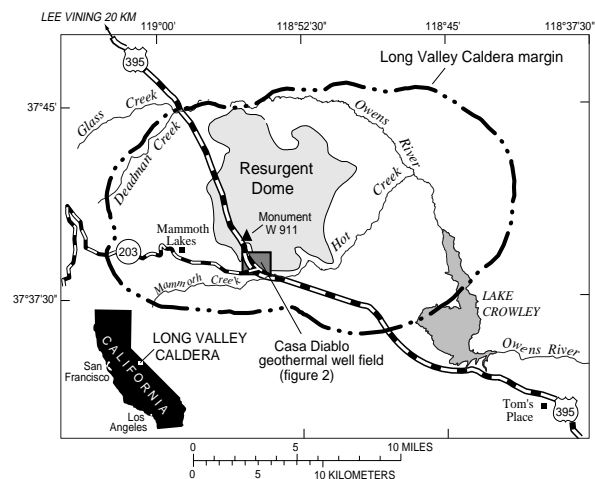 LEE VINING 20 KM
119°00'
118°52'30"
118°45
118°37'30"
395
Long Valley Caldera margin
37°45'
Glass Creek
Deadman Creek
Owens River
Resurgent
Dome
Hot Creek
Monument
W 911
Mammoth
Lakes
203
Mammoth Creek
37°37'30"
LAKE
CROWLEY
Casa Diablo
geothermal well field
(figure 2)
LONG VALLEY
CALDERA
CALIFORNIA
San
Francisco
Los
Angeles
Owens River
Tom's
Place
395
0 5 10 MILES
0 5 10 KILOMETERS